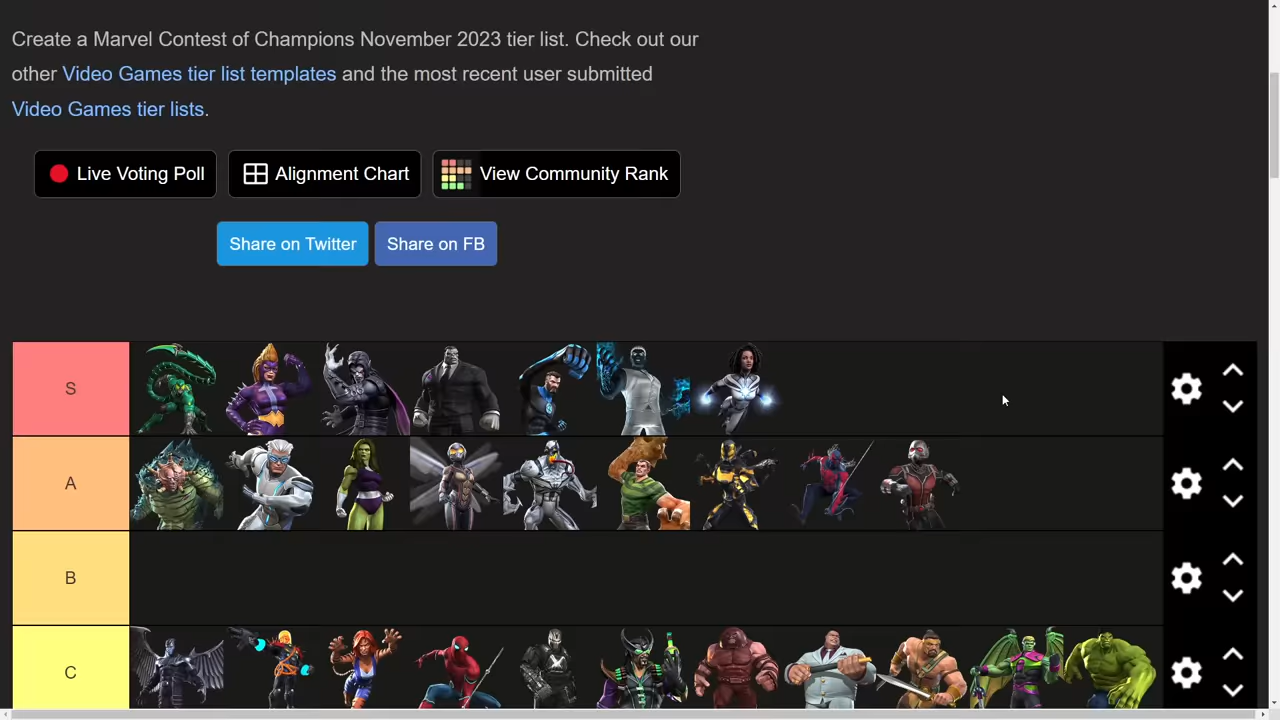 Create a Marvel Contest of Champions November 2023 tier list. Check out our
other Video Games tier list templates and the most recent user submitted
Video Games tier lists.
Live Voting Poll
Alignment Chart
View Community Rank
Share on Twitter
Share on FB
S
A
B
C